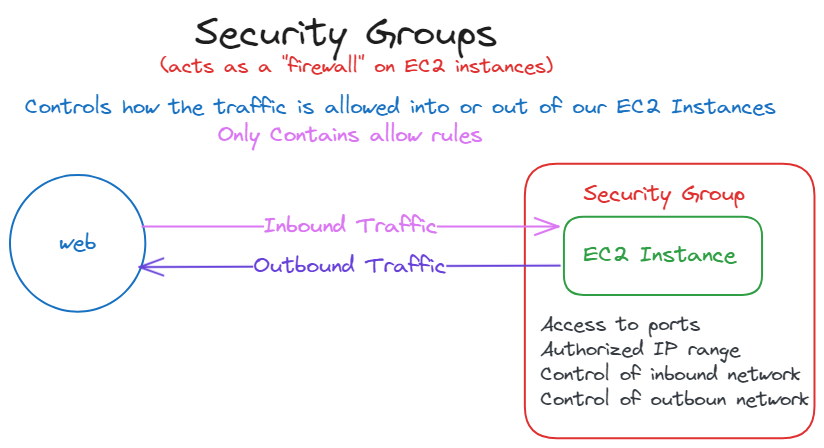 Security Groups
(acts as a "firewall" on EC2 instances)
Controls how the traffic is allowed into or out of our EC2 Instances
Only Contains allow rules
Security Group
web
Inbound Traffic
Outbound Traffic
EC2 Instance
Access to ports
Authorized IP range
Control of inbound network
Control of outboun network